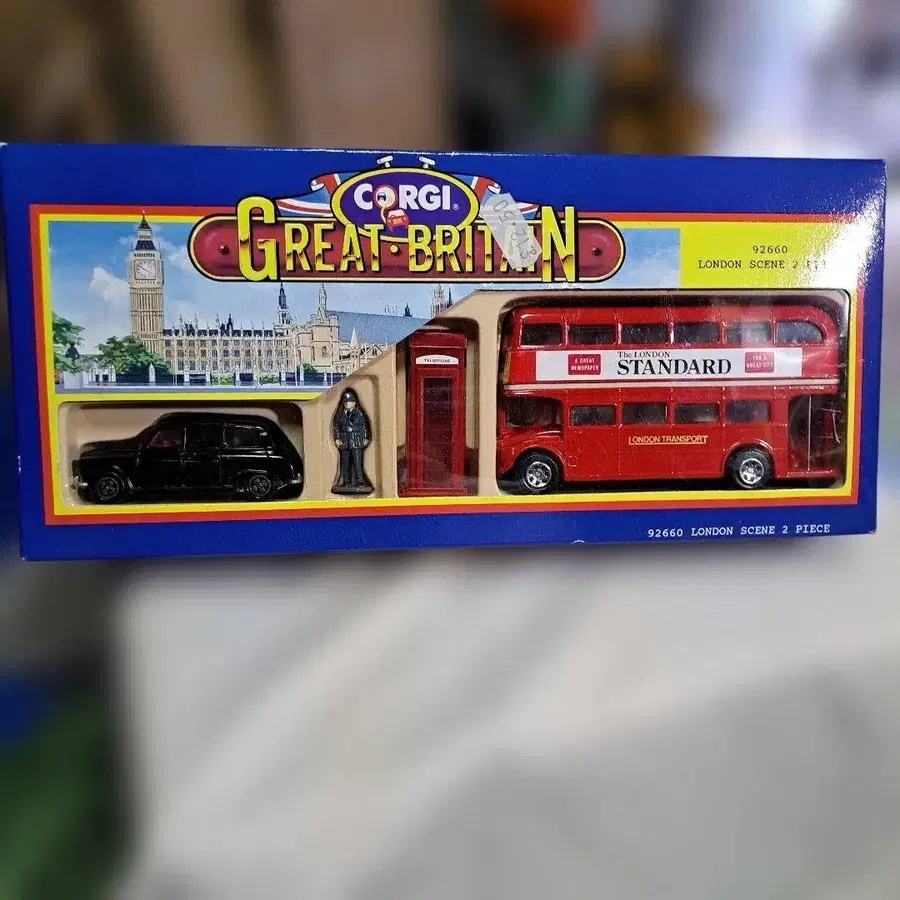 CORGI®
GREAT·BRITAIN
92660
LONDON SCENE 2
TELEPHONE
A GREAT
NEWSPAPER
The LONDON
STANDARD
FOR A
GREAT CITY
LONDON TRANSPORT
92660 LONDON SCENE 2 PIECE